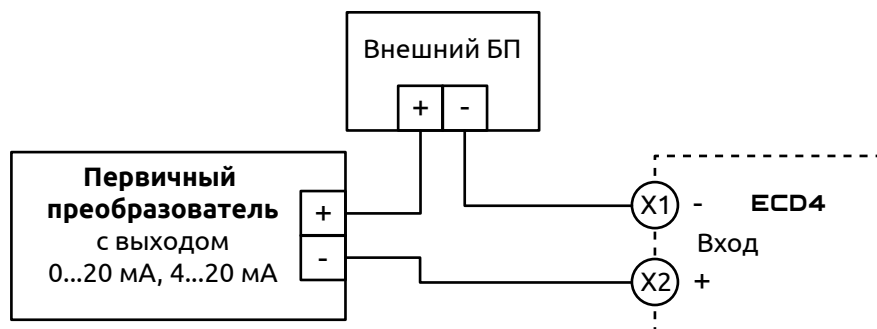 Внешний БП
+ -
Первичный
преобразователь
с выходом
0...20 мА, 4...20 мА
+
-
X1 - ECD4
Вход
X2 +